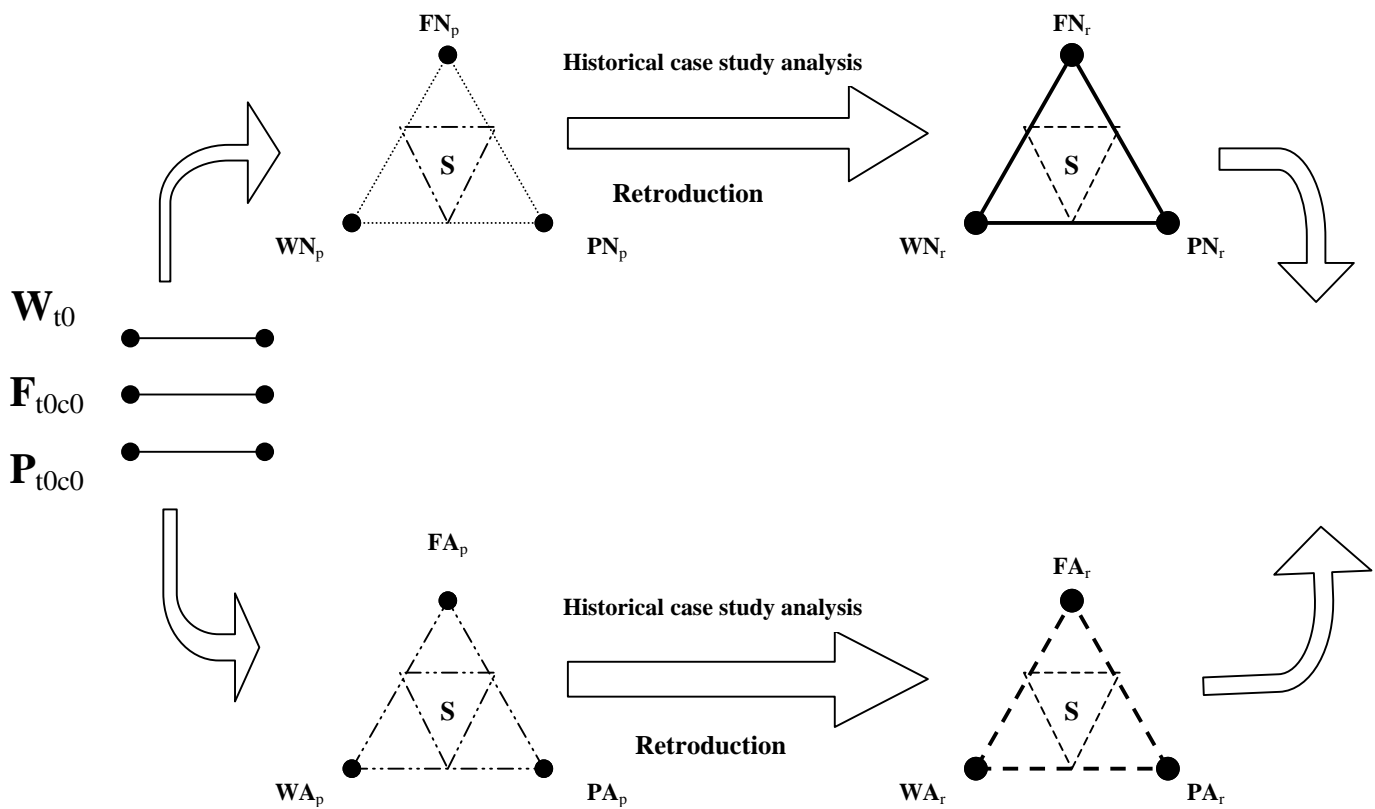 FNₚ
FNᵣ
Historical case study analysis
S
S
Retroduction
WNₚ
PNₚ
WNᵣ
PNᵣ
Wt0
Ft0c0
Pt0c0
FAₚ
FAᵣ
Historical case study analysis
S
S
Retroduction
WAₚ
PAₚ
WAᵣ
PAᵣ